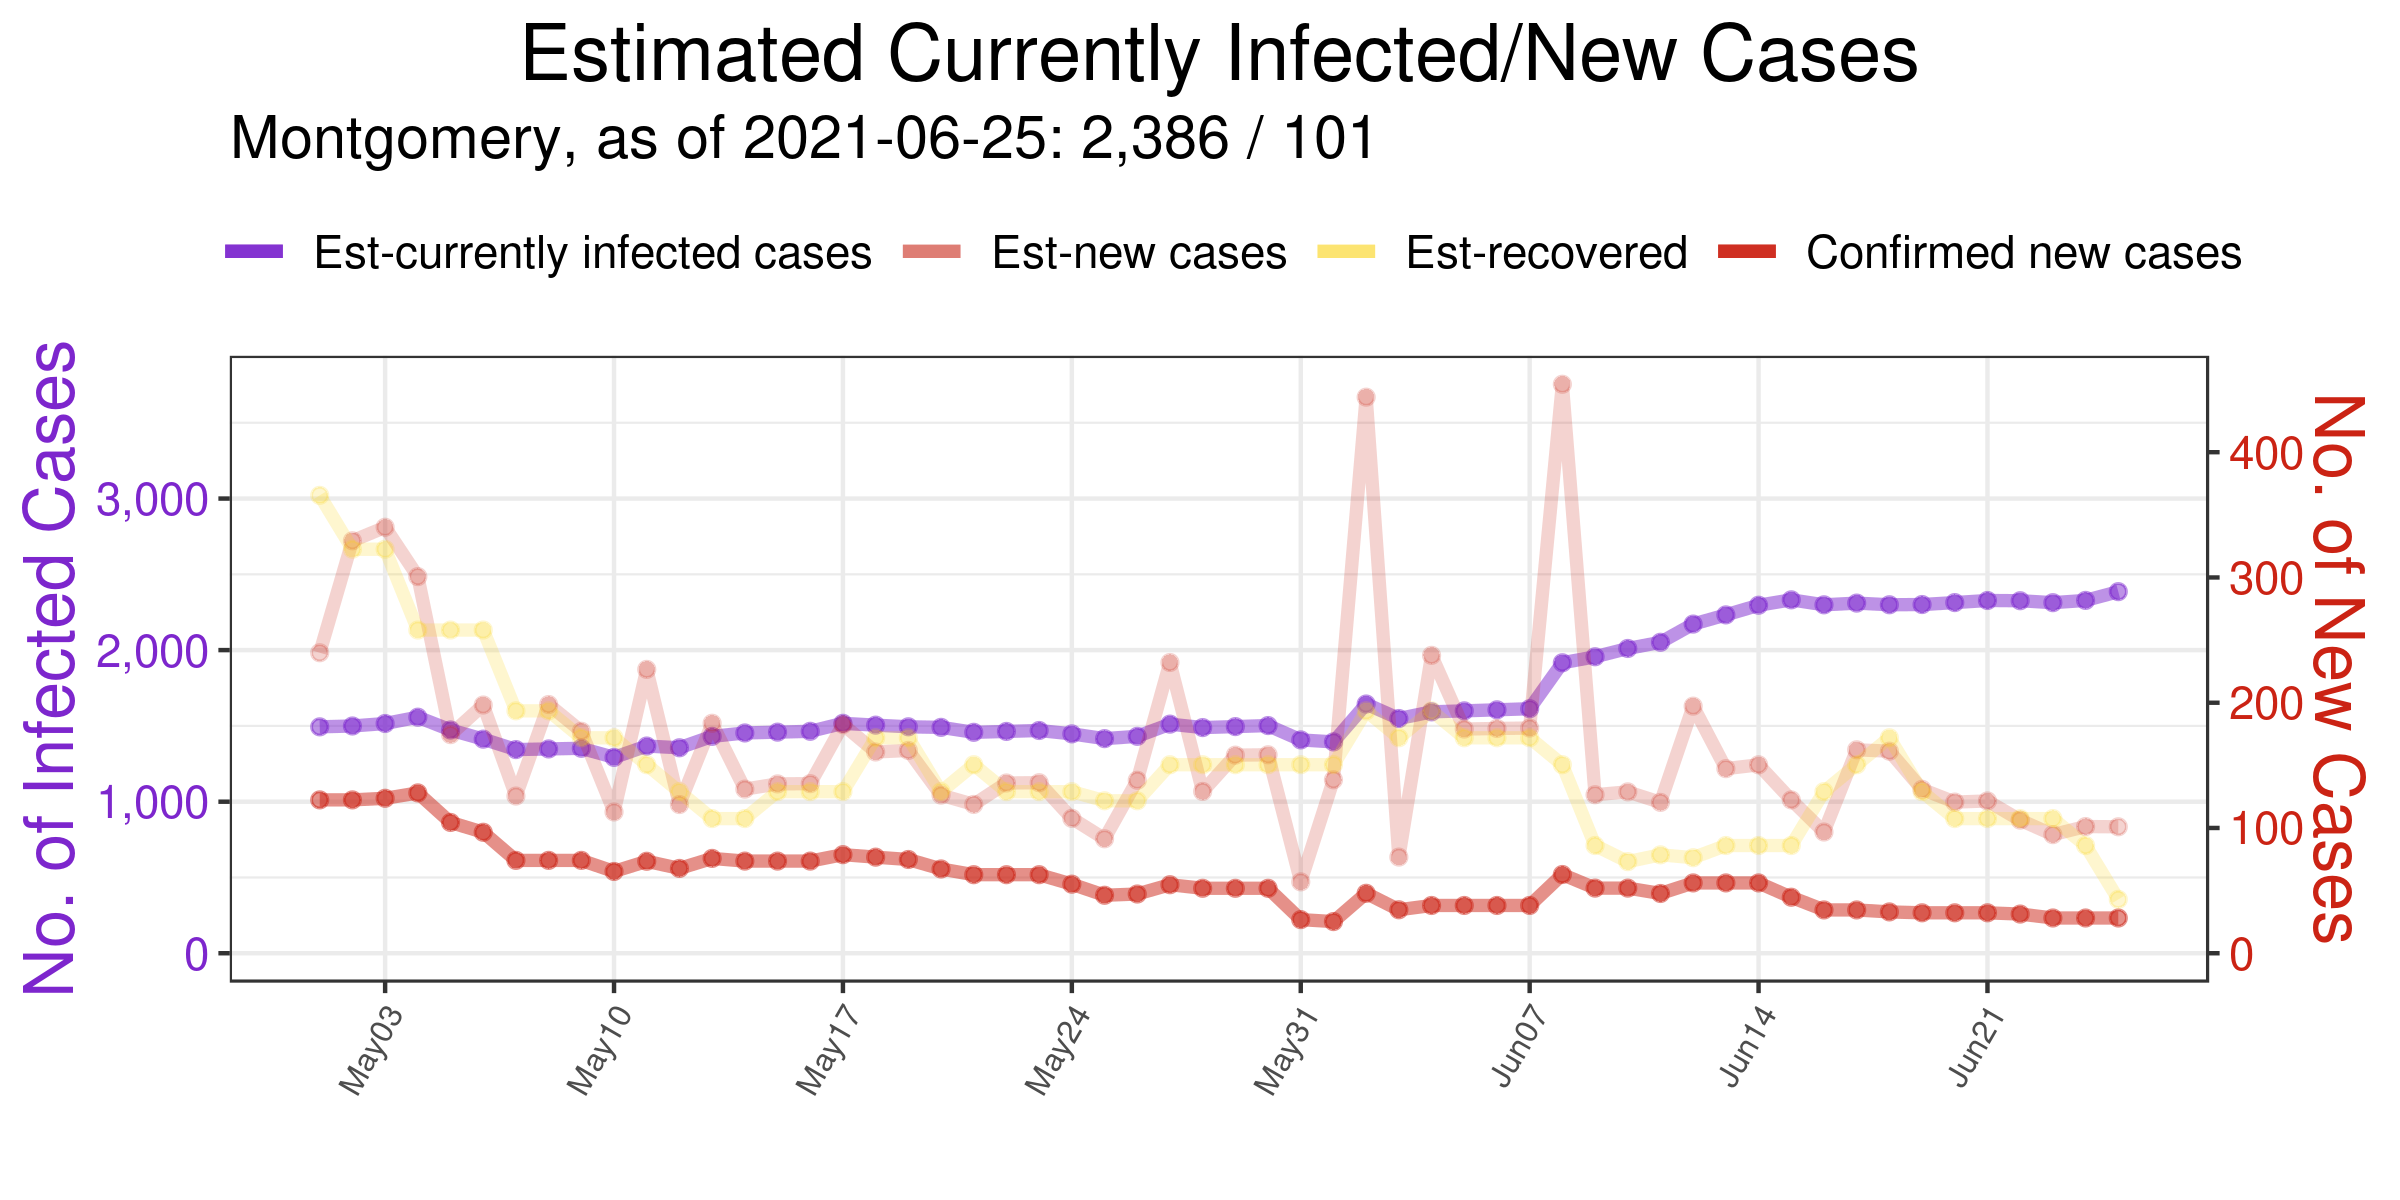 Estimated Currently Infected/New Cases
Montgomery, as of 2021-06-25: 2,386 / 101
Est-currently infected cases Est-new cases Est-recovered Confirmed new cases
No. of Infected Cases
3,000
2,000
1,000
0
400
300
200
100
0
No. of New Cases
May03 May10 May17 May24 May31 Jun07 Jun14 Jun21